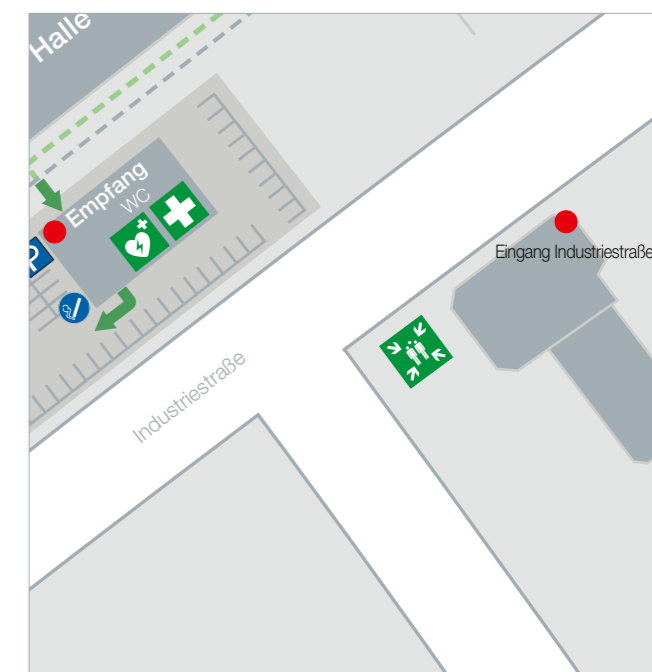 Halle
Empfang
WC
P
Eingang Industriestraße
Industriestraße